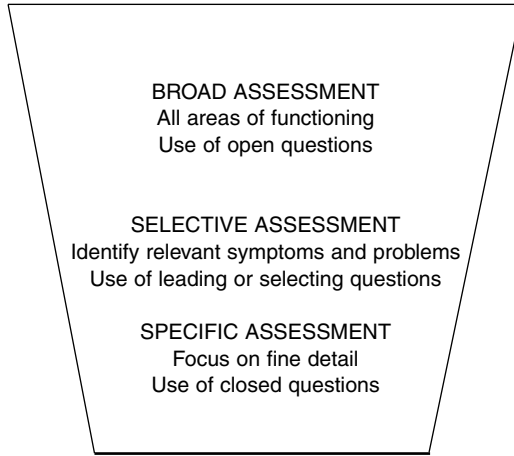 BROAD ASSESSMENT
All areas of functioning
Use of open questions
SELECTIVE ASSESSMENT
Identify relevant symptoms and problems
Use of leading or selecting questions
SPECIFIC ASSESSMENT
Focus on fine detail
Use of closed questions